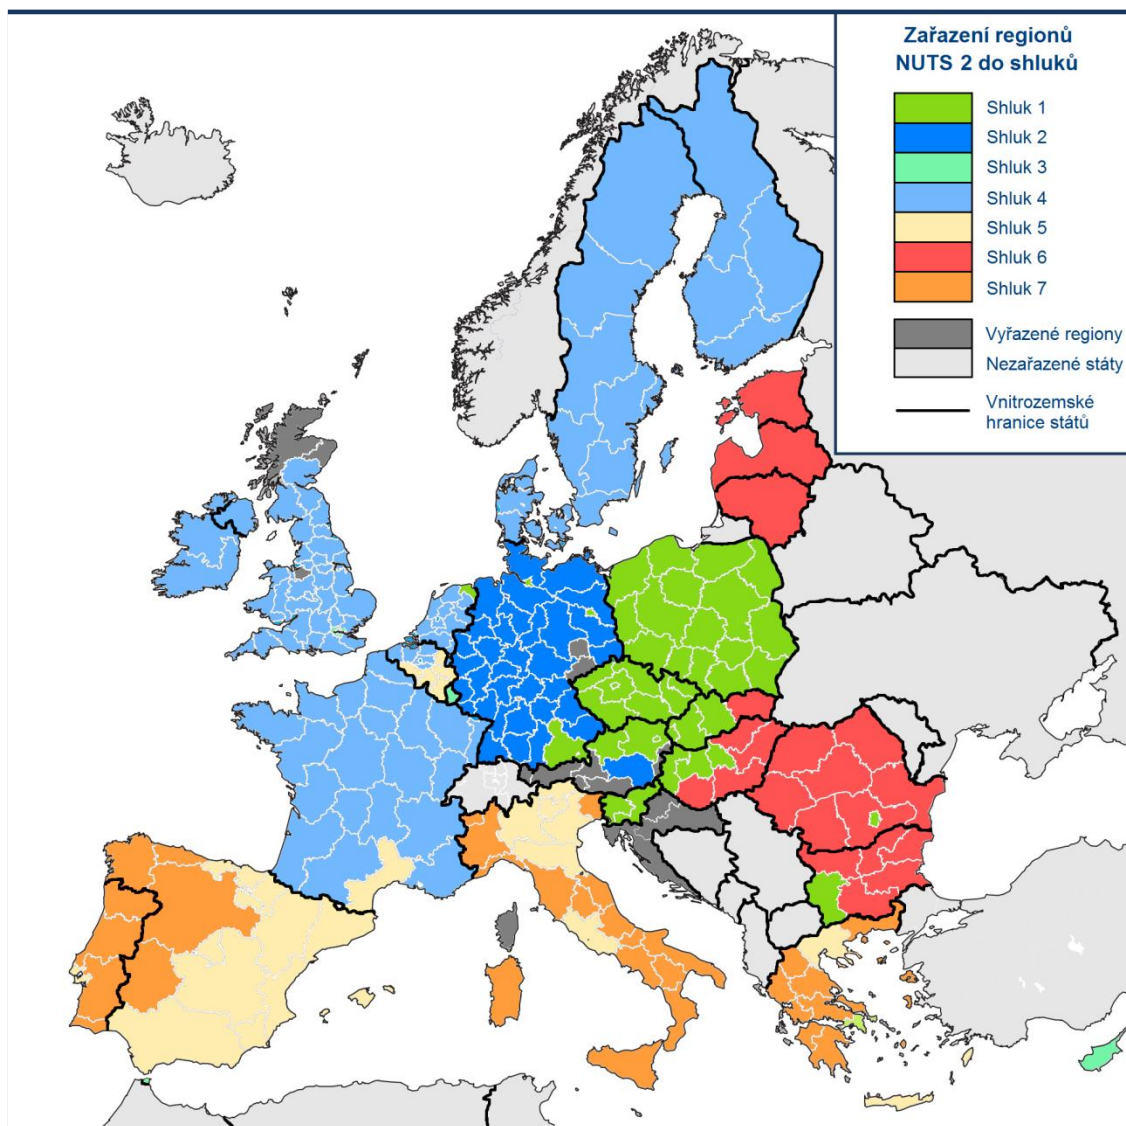 Zařazení regionů
NUTS 2 do shluků
Shluk 1
Shluk 2
Shluk 3
Shluk 4
Shluk 5
Shluk 6
Shluk 7
Vyřazené regiony
Nezařazené státy
Vnitrozemské
hranice států